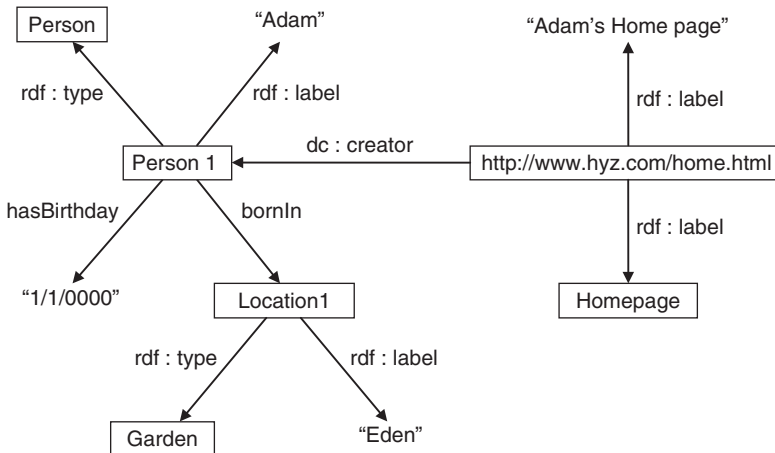 Person
“Adam”
“Adam’s Home page”
rdf : type
rdf : label
rdf : label
dc : creator
Person 1
http://www.hyz.com/home.html
hasBirthday
bornIn
rdf : label
“1/1/0000”
Location1
Homepage
rdf : type
rdf : label
Garden
“Eden”